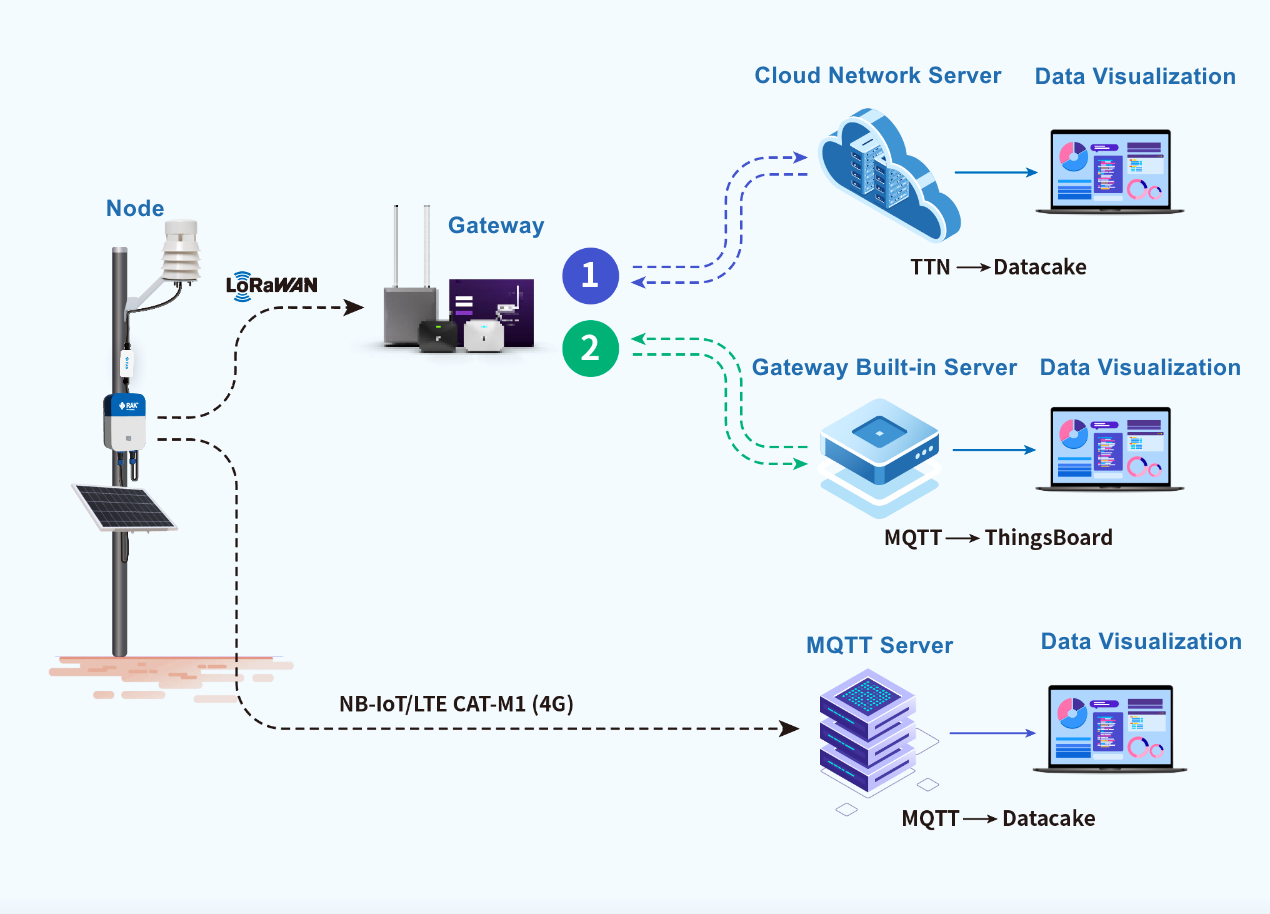 Cloud Network Server
Data Visualization
Node
Gateway
LoRaWAN
1
TTN → Datacake
2
Gateway Built-in Server
Data Visualization
RAK
MQTT → ThingsBoard
MQTT Server
Data Visualization
NB-IoT/LTE CAT-M1 (4G)
MQTT → Datacake